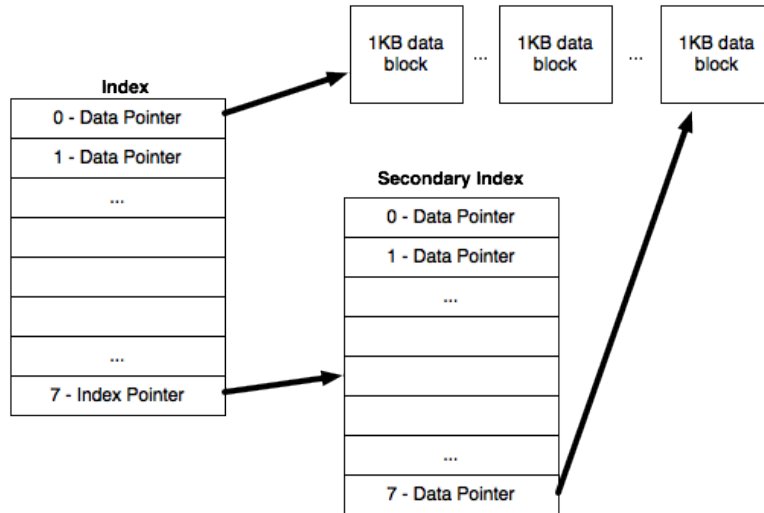 1KB data
block
...
1KB data
block
...
1KB data
block
Index
0 - Data Pointer
1 - Data Pointer
...
...
7 - Index Pointer
Secondary Index
0 - Data Pointer
1 - Data Pointer
...
...
7 - Data Pointer